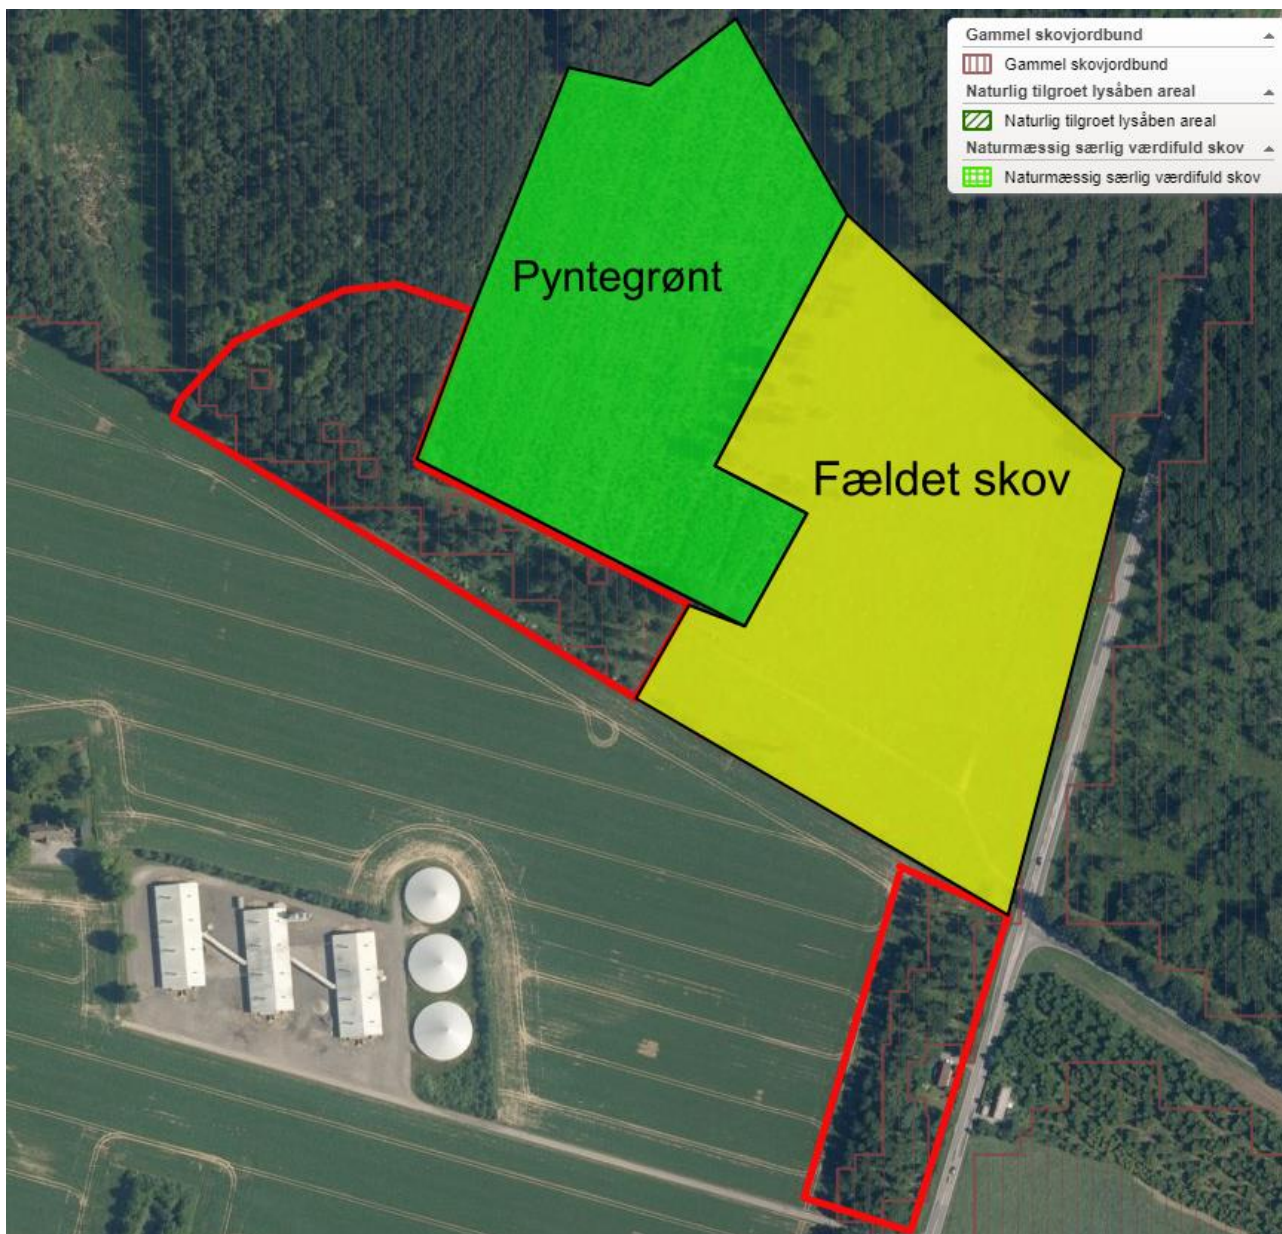 Gammel skovjordbund
Gammel skovjordbund
Naturlig tilgroet lysåben areal
Naturlig tilgroet lysåben areal
Naturmæssig særlig værdifuld skov
Naturmæssig særlig værdifuld skov
Pyntegrønt
Fældet skov